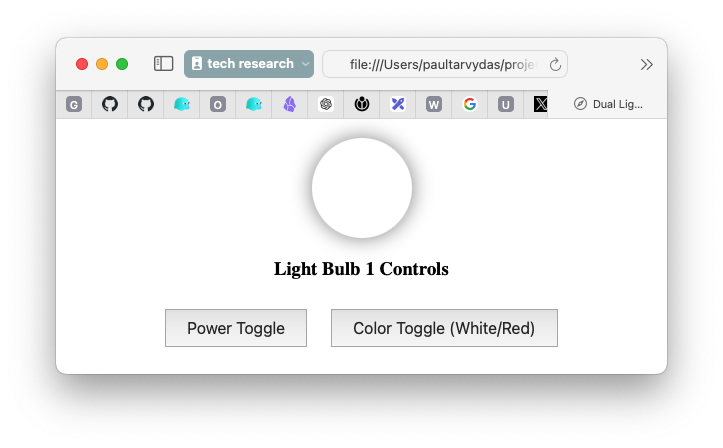 tech research
file:///Users/paultarvydas/proje
G
O
W
G
U
X
Dual Lig...
Light Bulb 1 Controls
Power Toggle
Color Toggle (White/Red)